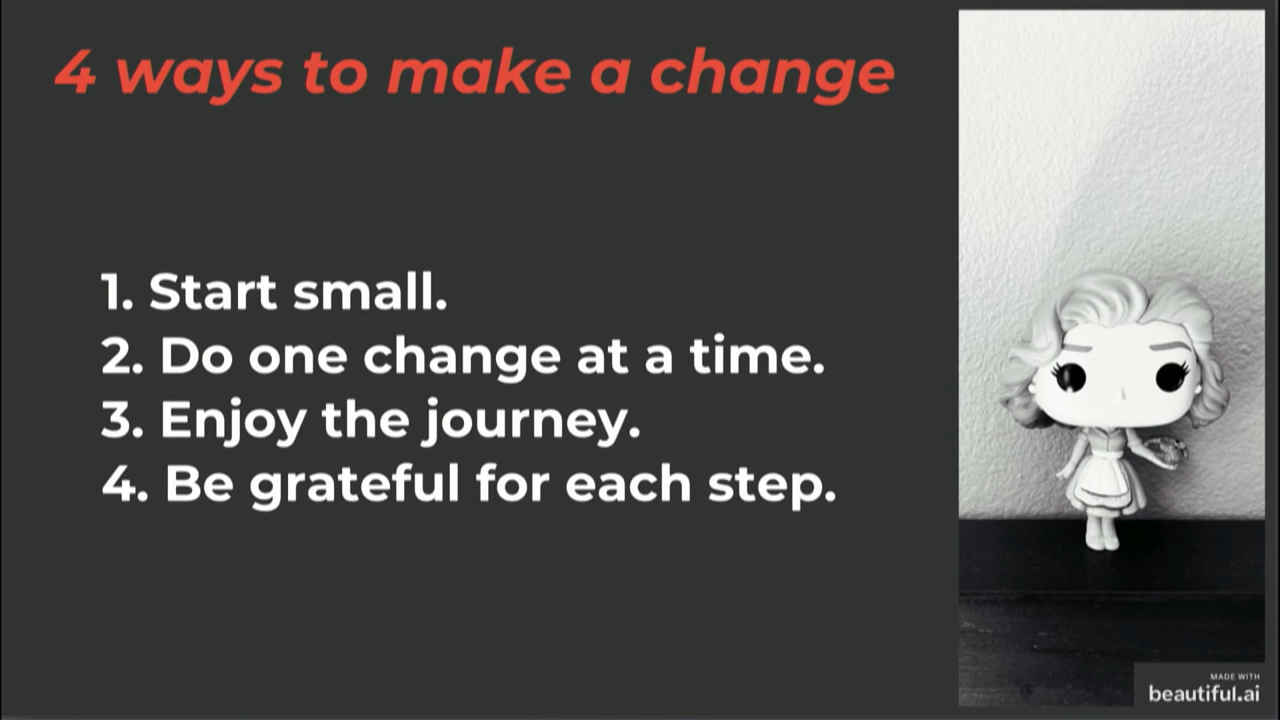 4 ways to make a change
1. Start small.
2. Do one change at a time.
3. Enjoy the journey.
4. Be grateful for each step.
MADE WITH
beautiful.ai